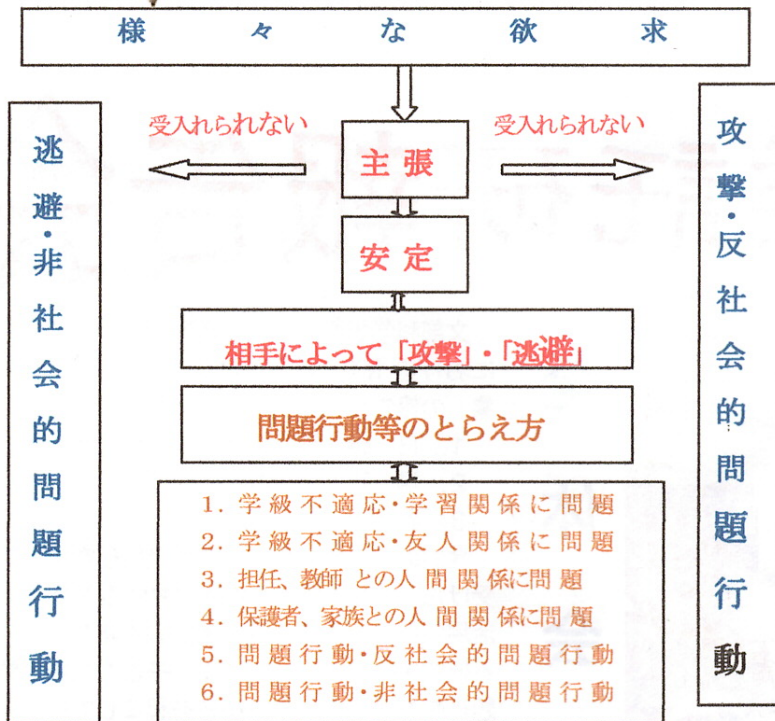 様々な欲求
受入れられない
受入れられない
主張
安定
相手によって「攻撃」・「逃避」
問題行動等のとらえ方
1. 学級不適応・学習関係に問題
2. 学級不適応・友人関係に問題
3. 担任、教師との人間関係に問題
4. 保護者、家族との人間関係に問題
5. 問題行動・反社会的問題行動
6. 問題行動・非社会的問題行動
逃避・非社会的問題行動
攻撃・反社会的問題行動